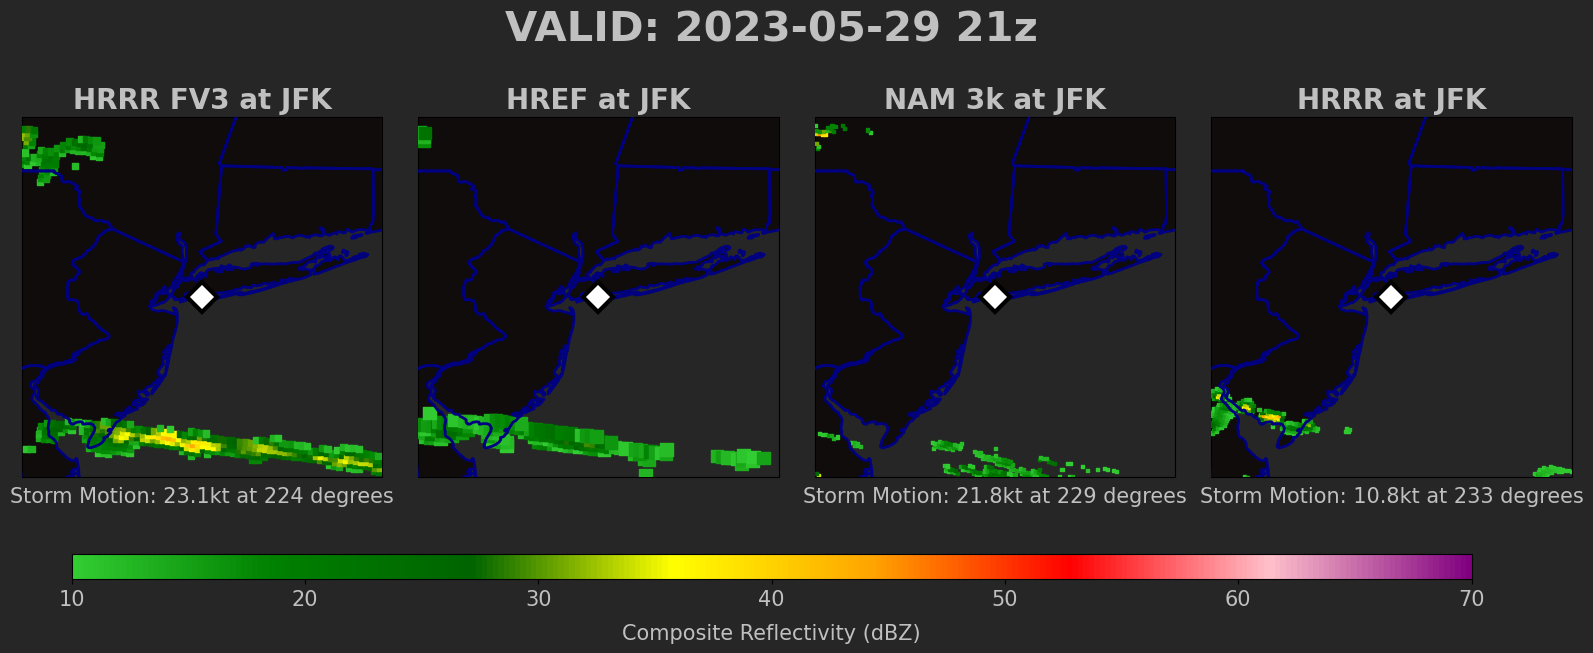 VALID: 2023-05-29 21z
HRRR FV3 at JFK
HREF at JFK
NAM 3k at JFK
HRRR at JFK
Storm Motion: 23.1kt at 224 degrees
Storm Motion: 21.8kt at 229 degrees
Storm Motion: 10.8kt at 233 degrees
10 20 30 40 50 60 70
Composite Reflectivity (dBZ)